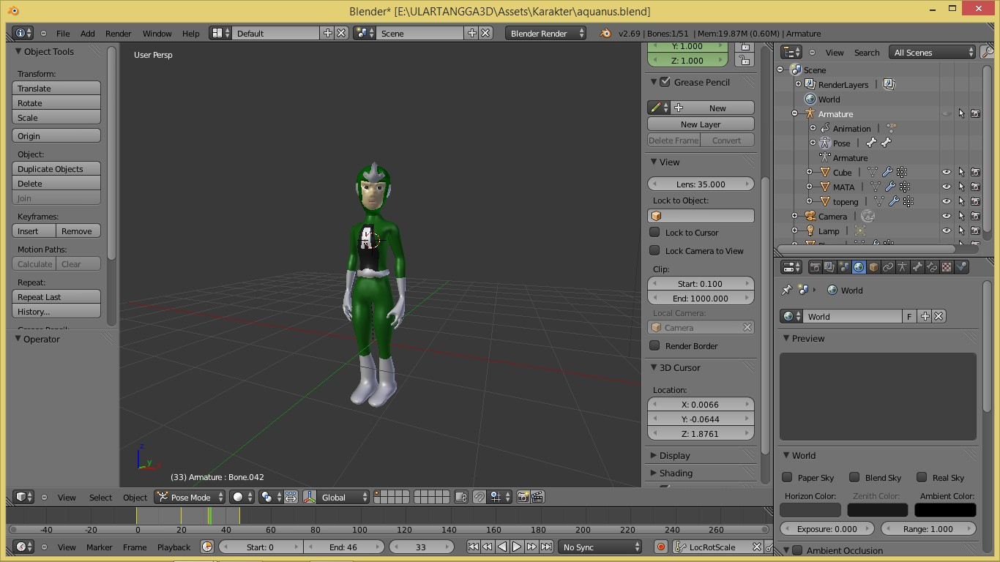 Blender* [E:\ULARTANGGA3D\Assets\Karakter\aquanus.blend]
File Add Render Window Help Default Scene Blender Render v2.69 | Bones:1/51 | Mem:19.87M (0.60M) | Armature
Object Tools
Transform:
Translate
Rotate
Scale
Origin
Object:
Duplicate Objects
Delete
Join
Keyframes:
Insert Remove
Motion Paths:
Calculate Clear
Repeat:
Repeat Last
History...
Operator
User Persp
z
y
x
(33) Armature : Bone.042
Y: 1.000
Z: 1.000
Grease Pencil
New
New Layer
Delete Frame Convert
View
Lens: 35.000
Lock to Object:
Lock to Cursor
Lock Camera to View
Clip:
Start: 0.100
End: 1000.000
Local Camera:
Camera
Render Border
3D Cursor
Location:
X: 0.0066
Y: -0.0644
Z: 1.8761
Display
Shading
View Search All Scenes
Scene
RenderLayers
World
Armature
Animation
Pose
Armature
Cube
MATA
topeng
Camera
Lamp
World
World F
Preview
World
Paper Sky Blend Sky Real Sky
Horizon Color: Zenith Color: Ambient Color:
Exposure: 0.000 Range: 1.000
Ambient Occlusion
View Select Object Pose Mode Global
-40 -20 0 20 40 60 80 100 120 140 160 180 200 220 240 260
View Marker Frame Playback Start: 0 End: 46 33 No Sync LocRotScale